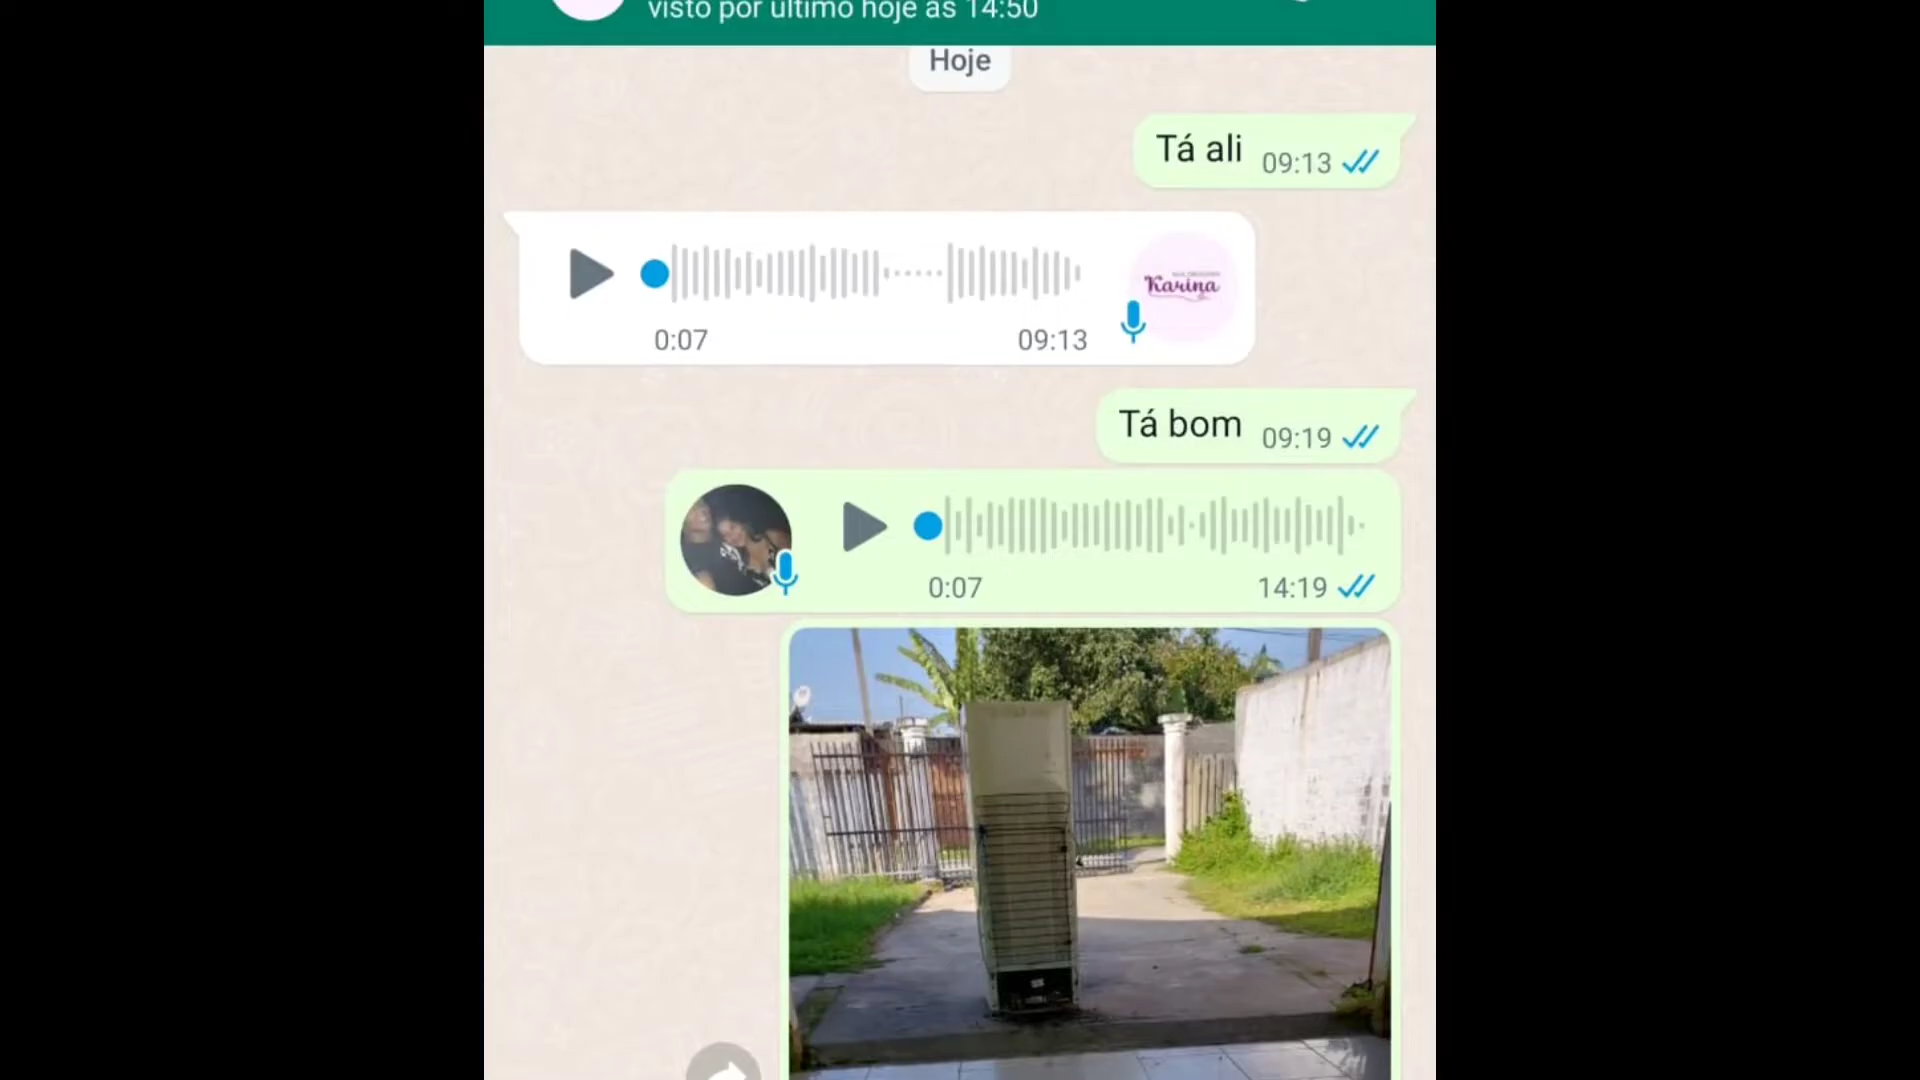 visto por último hoje às 14:50
Hoje
Tá ali 09:13
Karina
0:07 09:13
Tá bom 09:19
0:07 14:19